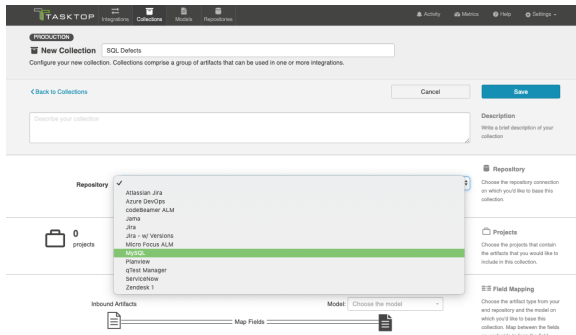 TASKTOP
Integrations
Collections
Models
Repositories
Activity
Metrics
Help
Settings
PRODUCTION
New Collection
SQL Defects
Configure your new collection. Collections comprise a group of artifacts that can be used in one or more integrations.
Back to Collections
Cancel
Save
Describe your collection
Description
Write a brief description of your
collection
Repository
Atlassian Jira
Azure DevOps
codeBeamer ALM
Jama
Jira
Jira - w/ Versions
Micro Focus ALM
MySQL
Planview
qTest Manager
ServiceNow
Zendesk 1
Repository
Choose the repository connection
on which you'd like to base this
collection.
0
projects
Projects
Choose the projects that contain
the artifacts that you would like to
include in this collection.
Inbound Artifacts
Model:
Choose the model
Map Fields
Field Mapping
Choose the artifact type from your
end repository and the model on
which you'd like to base this
collection. Map between the fields